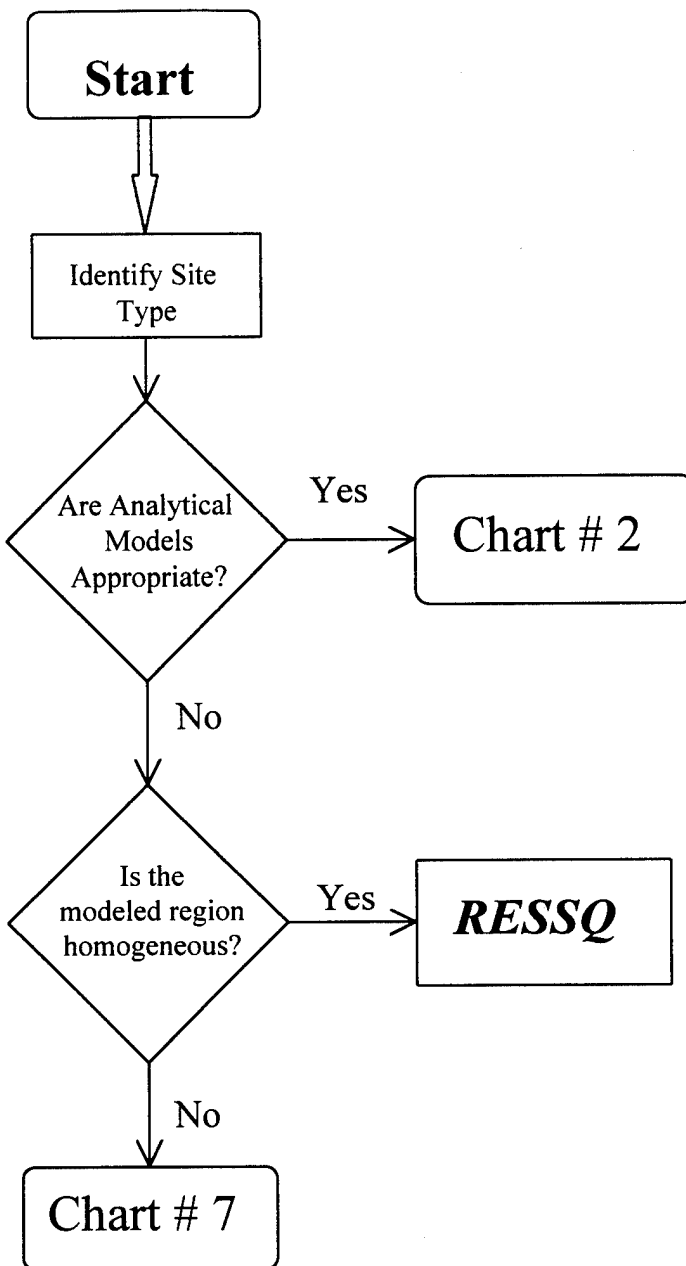 Start
Identify Site
Type
Are Analytical
Models
Appropriate?
Yes
Chart # 2
No
Is the
modeled region
homogeneous?
Yes
RESSQ
No
Chart # 7